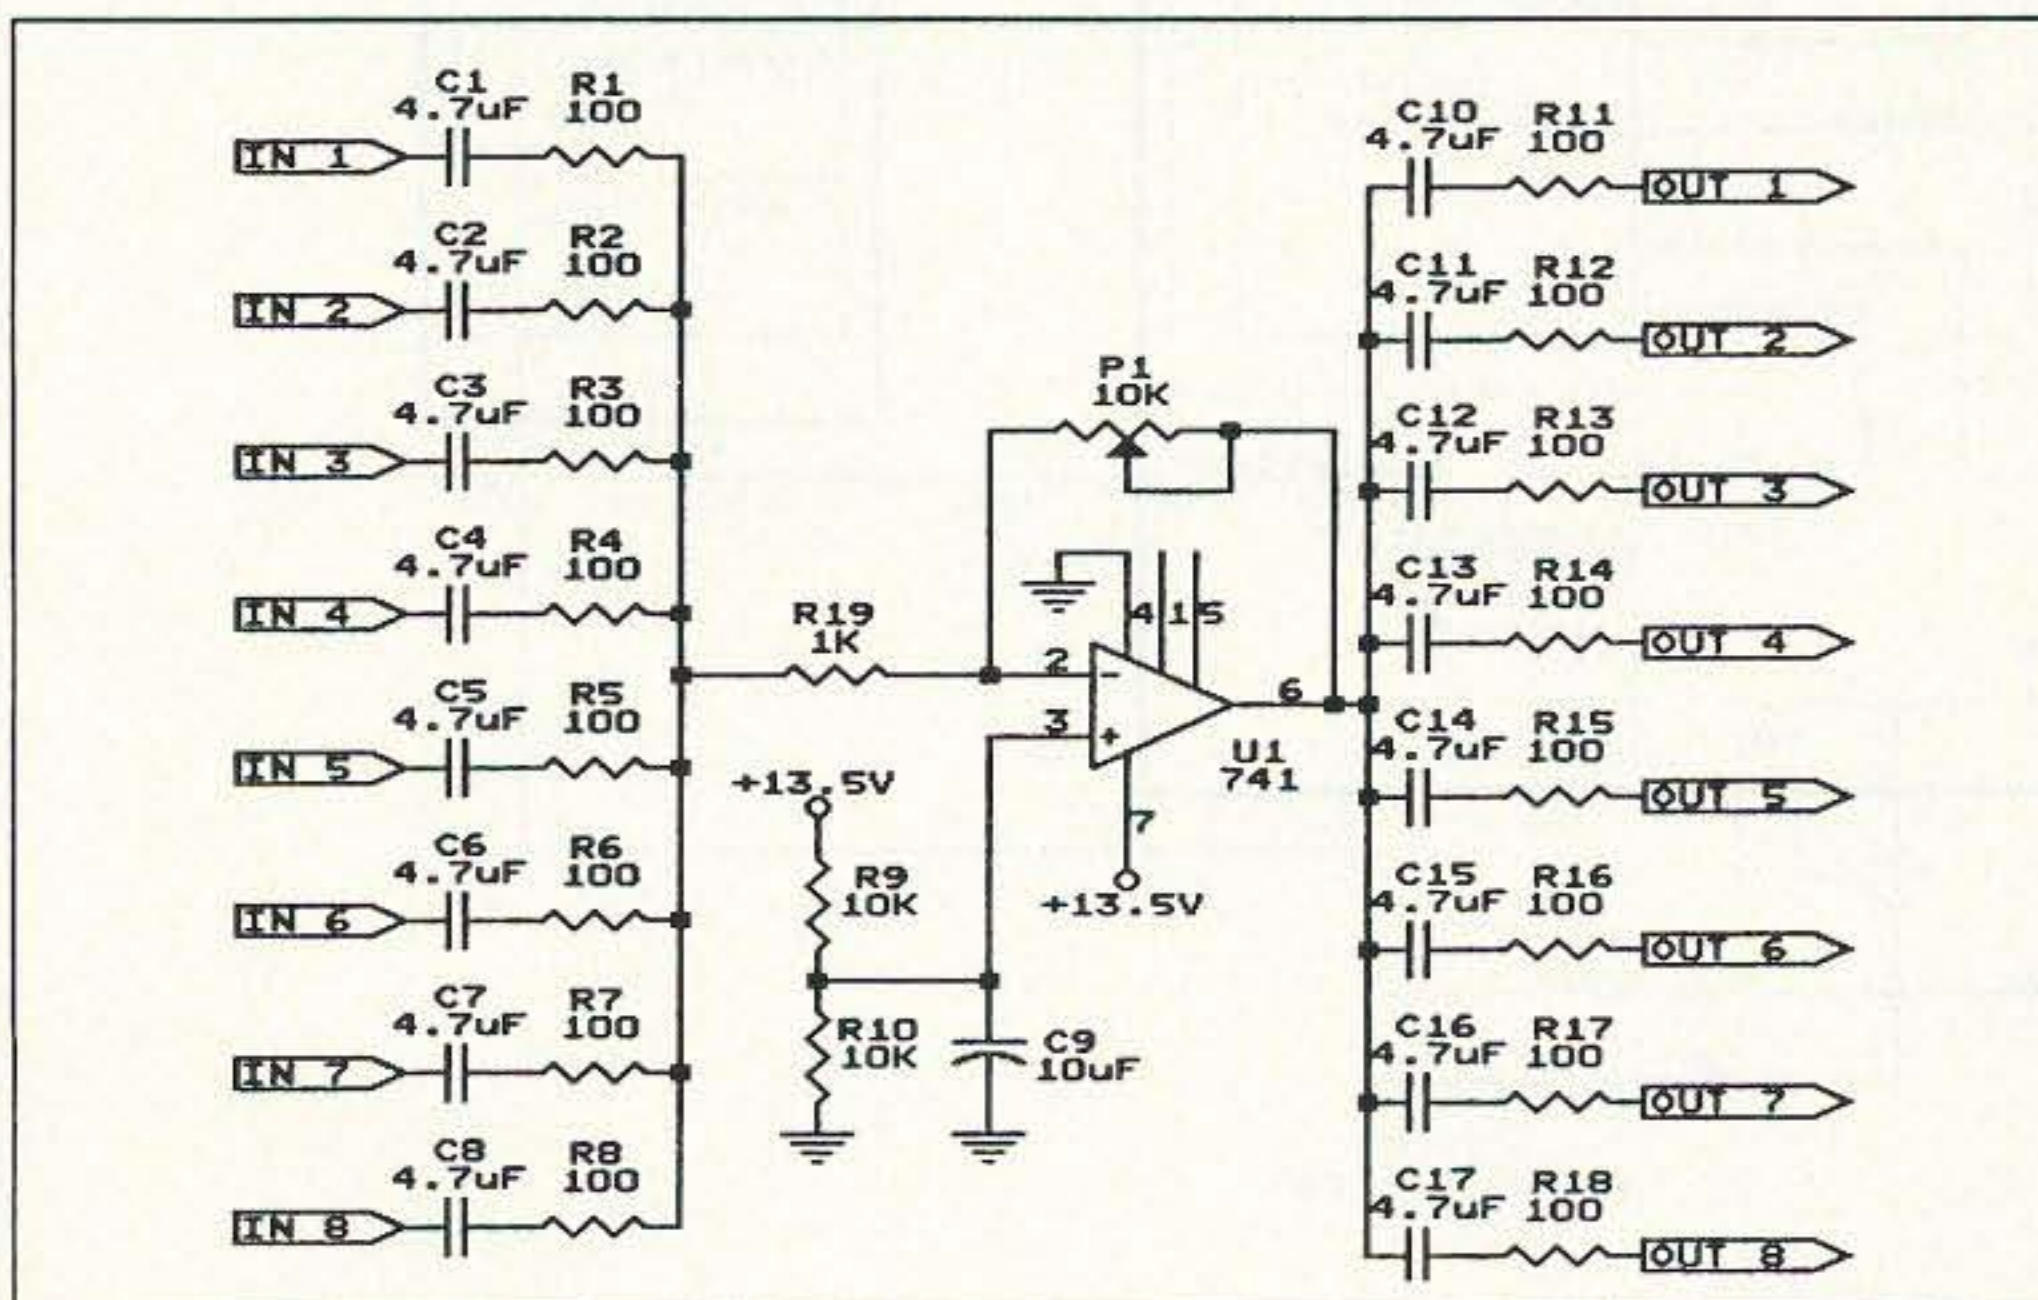 C1
4.7uF
R1
100
IN 1
C2
4.7uF
R2
100
IN 2
C3
4.7uF
R3
100
IN 3
C4
4.7uF
R4
100
IN 4
C5
4.7uF
R5
100
IN 5
C6
4.7uF
R6
100
IN 6
C7
4.7uF
R7
100
IN 7
C8
4.7uF
R8
100
IN 8
R19
1K
P1
10K
4 1 5
2
3
6
7
U1
741
+13.5V
+13.5V
R9
10K
R10
10K
C9
10uF
C10
4.7uF
R11
100
OUT 1
C11
4.7uF
R12
100
OUT 2
C12
4.7uF
R13
100
OUT 3
C13
4.7uF
R14
100
OUT 4
C14
4.7uF
R15
100
OUT 5
C15
4.7uF
R16
100
OUT 6
C16
4.7uF
R17
100
OUT 7
C17
4.7uF
R18
100
OUT 8